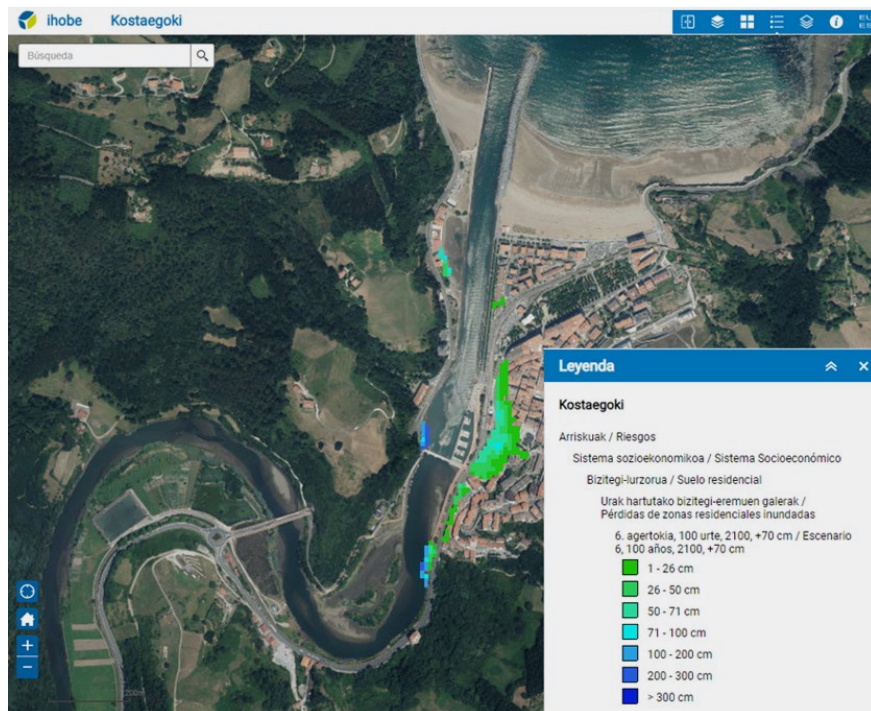 ihobe Kostaegoki
EU
ES
Búsqueda
Leyenda
Kostaegoki
Arriskuak / Riesgos
Sistema sozioekonomikoa / Sistema Socioeconómico
Bizitegi-lurzorua / Suelo residencial
Urak hartutako bizitegi-eremuen galerak /
Pérdidas de zonas residenciales inundadas
6. agertokia, 100 urte, 2100, +70 cm / Escenario
6, 100 años, 2100, +70 cm
1 - 26 cm
26 - 50 cm
50 - 71 cm
71 - 100 cm
100 - 200 cm
200 - 300 cm
> 300 cm
+
−
200m